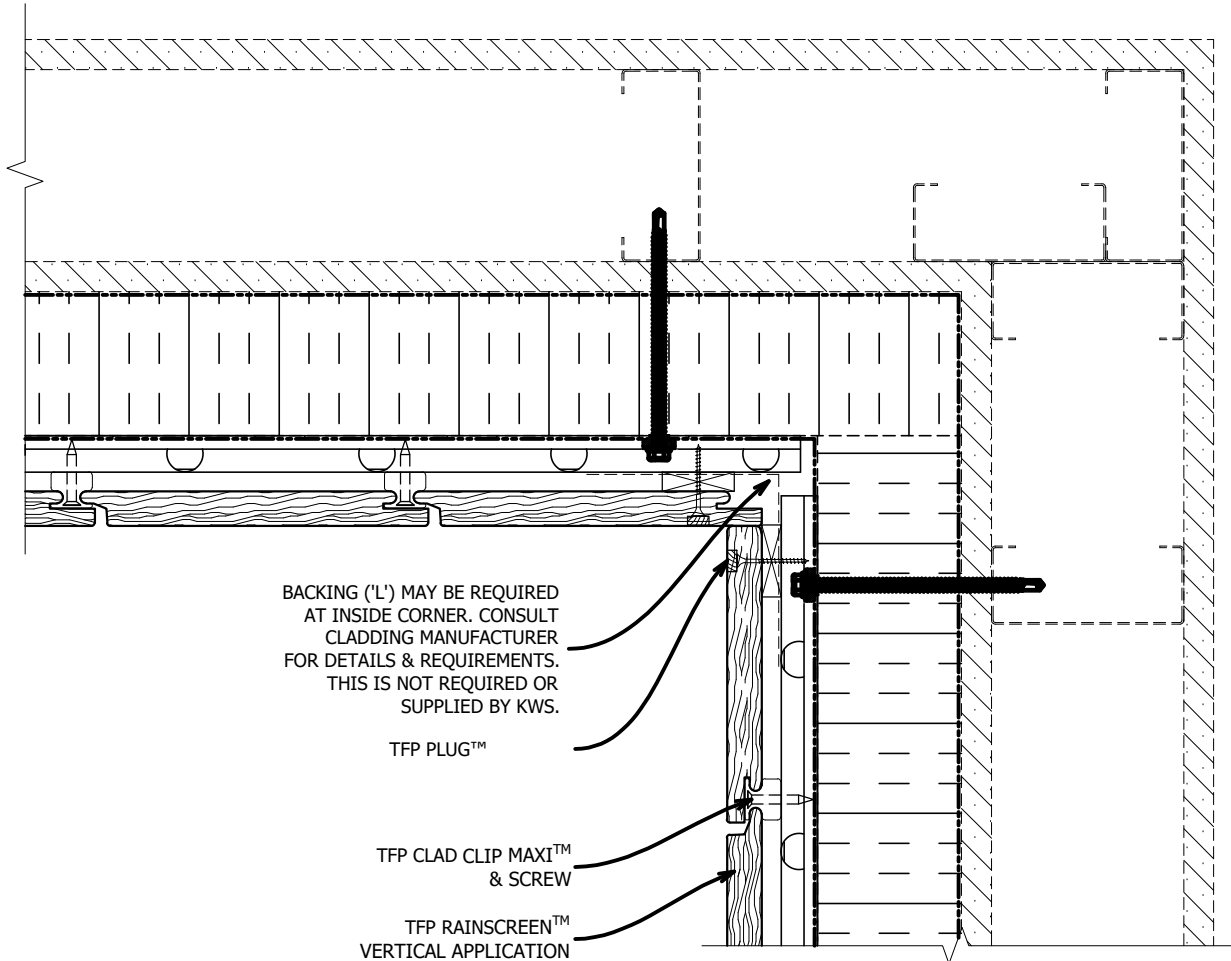 BACKING ('L') MAY BE REQUIRED
AT INSIDE CORNER. CONSULT
CLADDING MANUFACTURER
FOR DETAILS & REQUIREMENTS.
THIS IS NOT REQUIRED OR
SUPPLIED BY KWS.
TFP PLUG™
TFP CLAD CLIP MAXI™
& SCREW
TFP RAINSCREEN™
VERTICAL APPLICATION